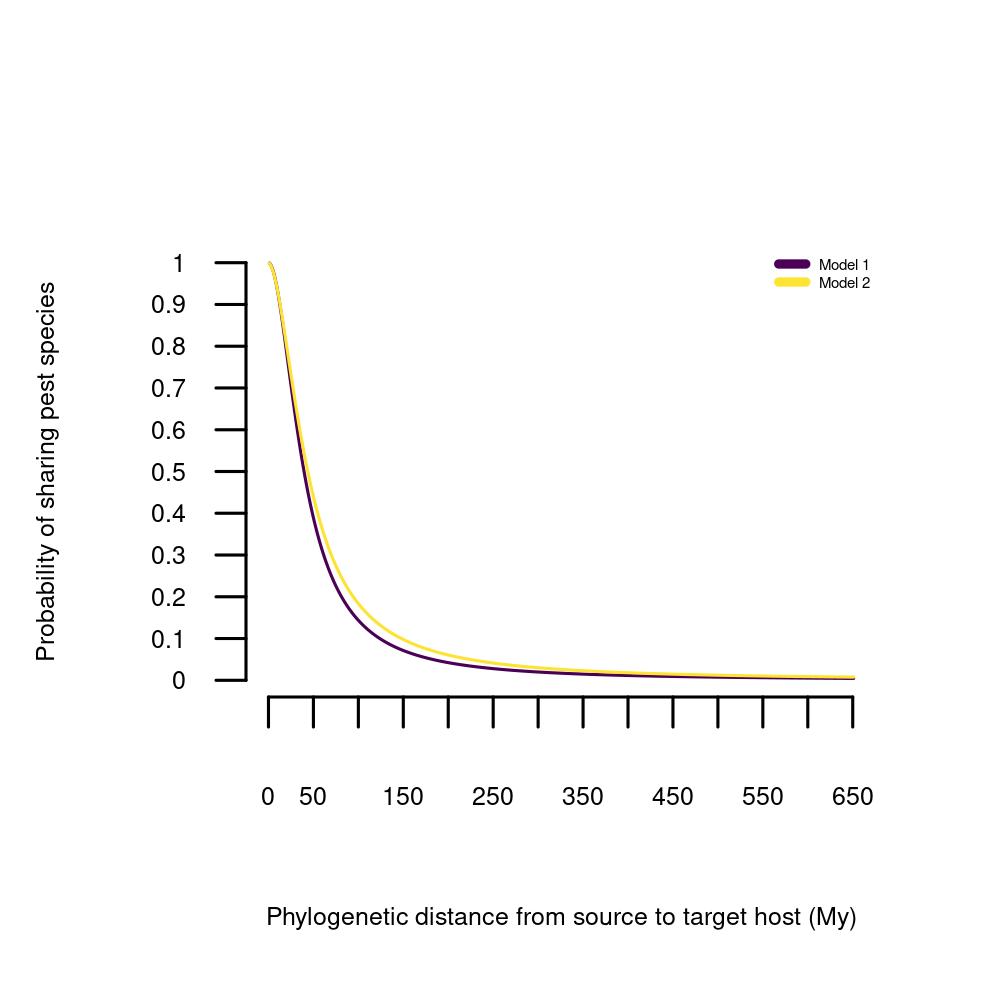 Model 1
Model 2
Probability of sharing pest species
1
0.9
0.8
0.7
0.6
0.5
0.4
0.3
0.2
0.1
0
0 50 150 250 350 450 550 650
Phylogenetic distance from source to target host (My)